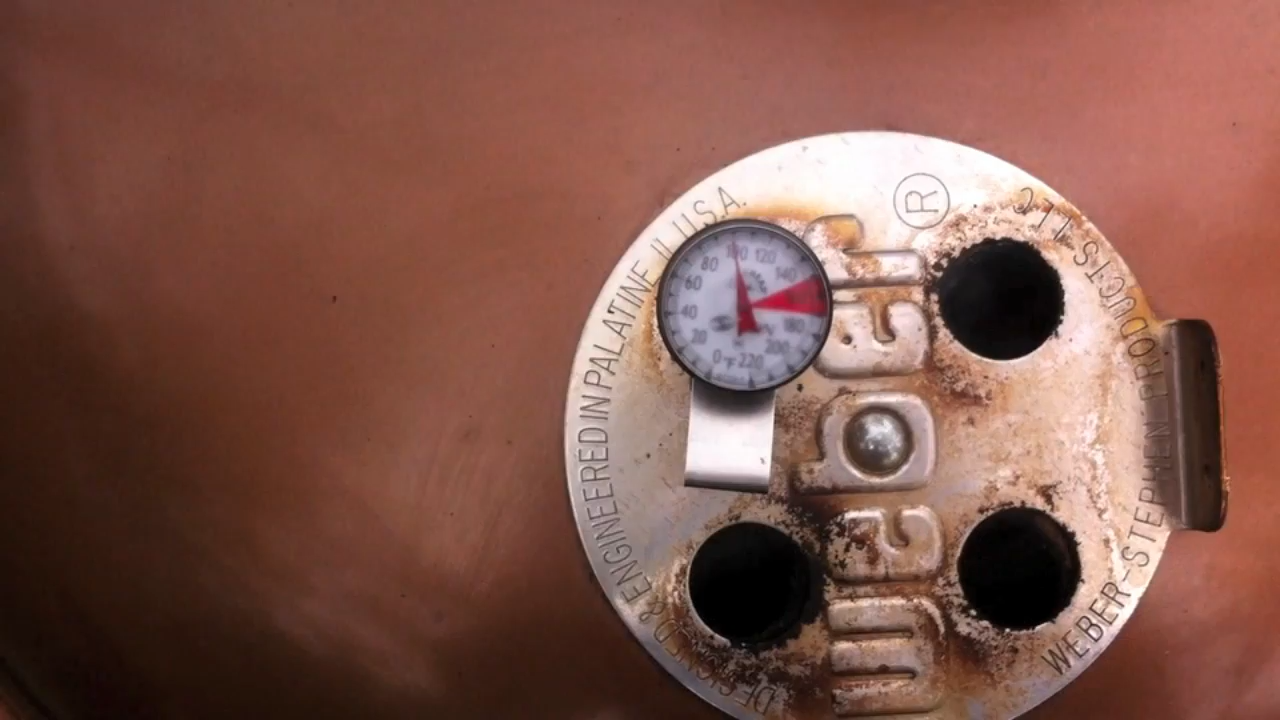 DESIGNED & ENGINEERED IN PALATINE IL U.S.A.
weber
®
WEBER-STEPHEN PRODUCTS LLC
0 20 40 60 80 100 120 140 180 200 220
°F